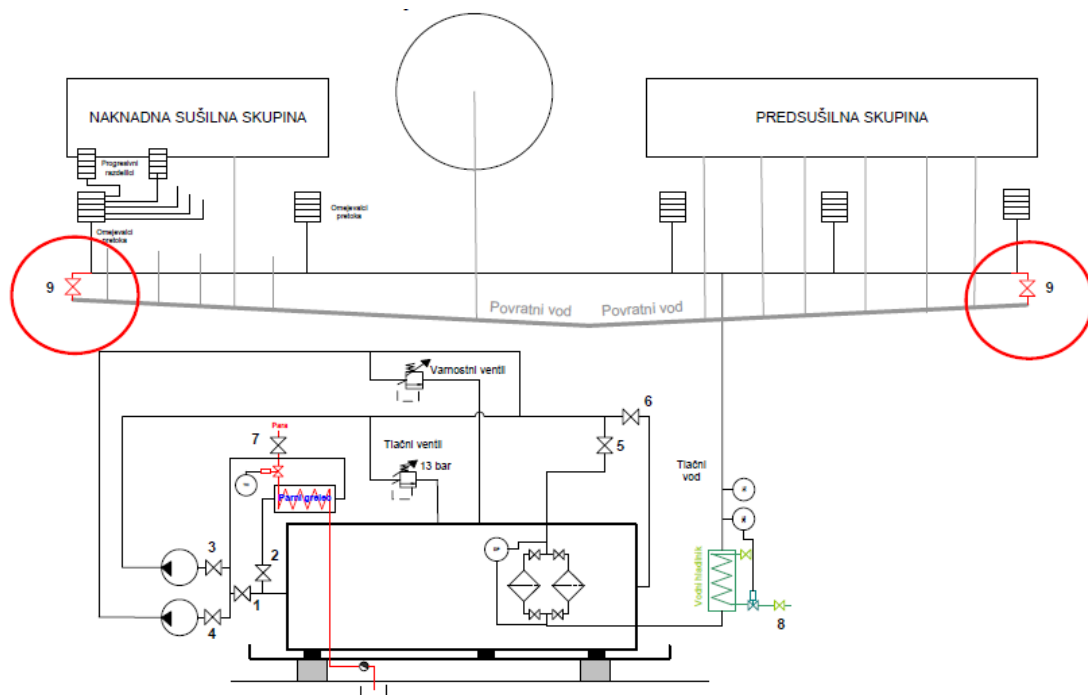 NAKNADNA SUŠILNA SKUPINA
PREDSUŠILNA SKUPINA
Progresivni
razdelilci
Omejevalci
pretoka
Omejevalci
pretoka
9
9
Povratni vod
Povratni vod
Varnostni ventil
6
Para
7
Tlačni ventil
13 bar
5
Tlačni
vod
Parni grelec
3
2
1
4
DP
Vodni hladilnik
8